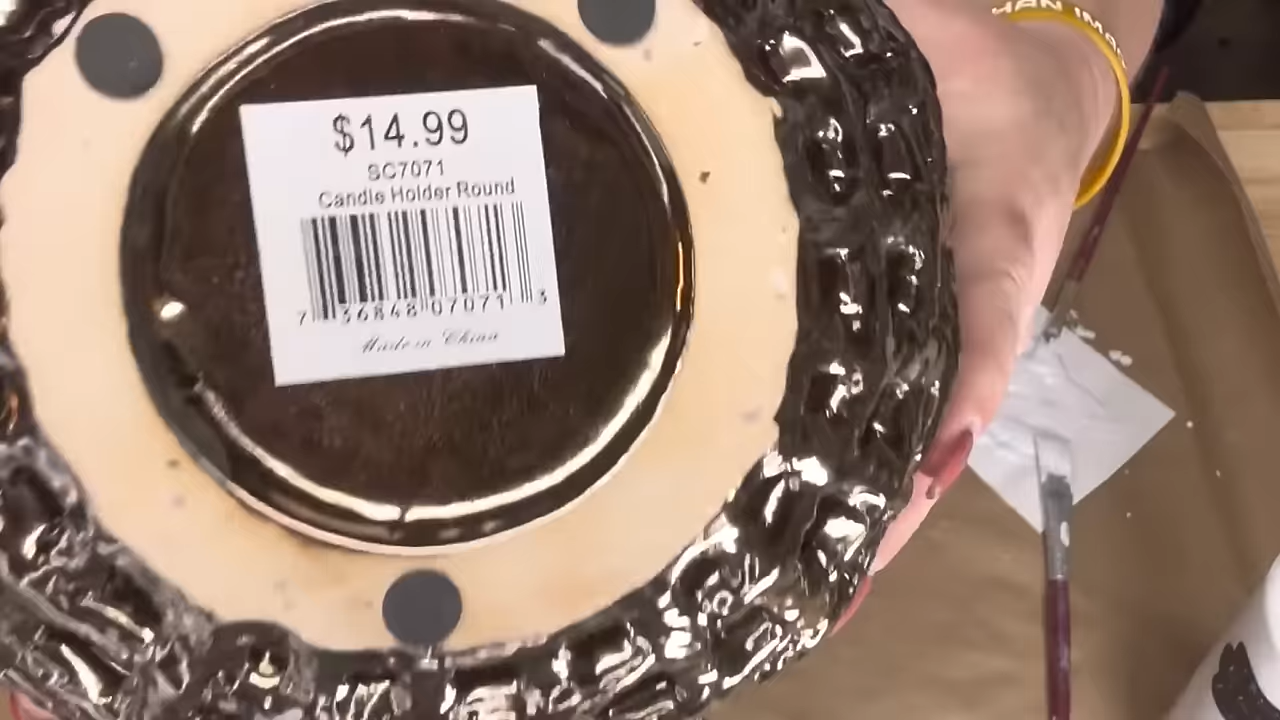 $14.99
SC7071
Candle Holder Round
7 36848 07071 3
Made in China